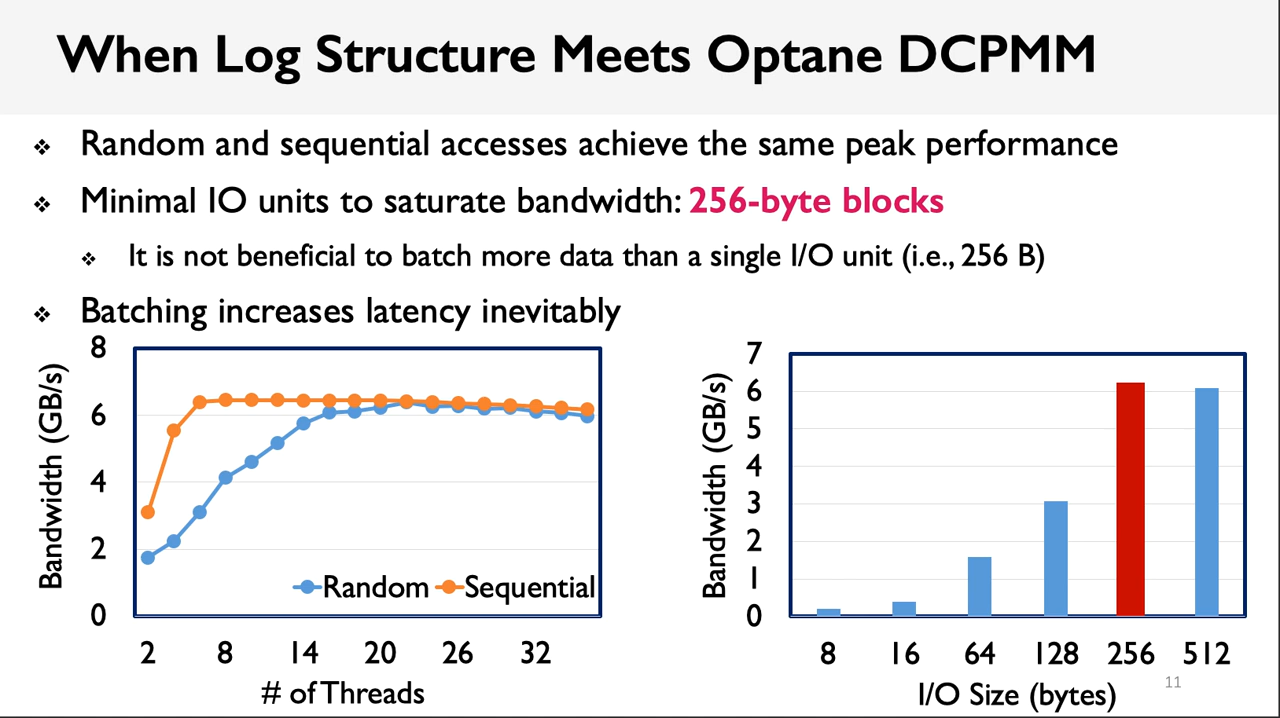 When Log Structure Meets Optane DCPMM
❖ Random and sequential accesses achieve the same peak performance
❖ Minimal IO units to saturate bandwidth: 256-byte blocks
❖ It is not beneficial to batch more data than a single I/O unit (i.e., 256 B)
❖ Batching increases latency inevitably
Bandwidth (GB/s)
8
6
4
2
0
Random Sequential
2 8 14 20 26 32
# of Threads
Bandwidth (GB/s)
7
6
5
4
3
2
1
0
8 16 64 128 256 512
I/O Size (bytes)
11